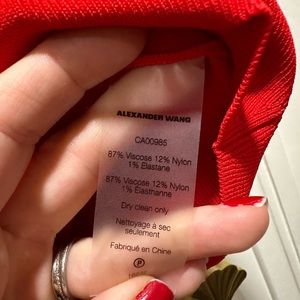 ALEXANDER WANG
CA00985
87% Viscose 12% Nylon
1% Elastane
87% Viscose 12% Nylon
1% Élasthanne
Dry clean only
Nettoyage à sec
seulement
Fabriqué en Chine
P